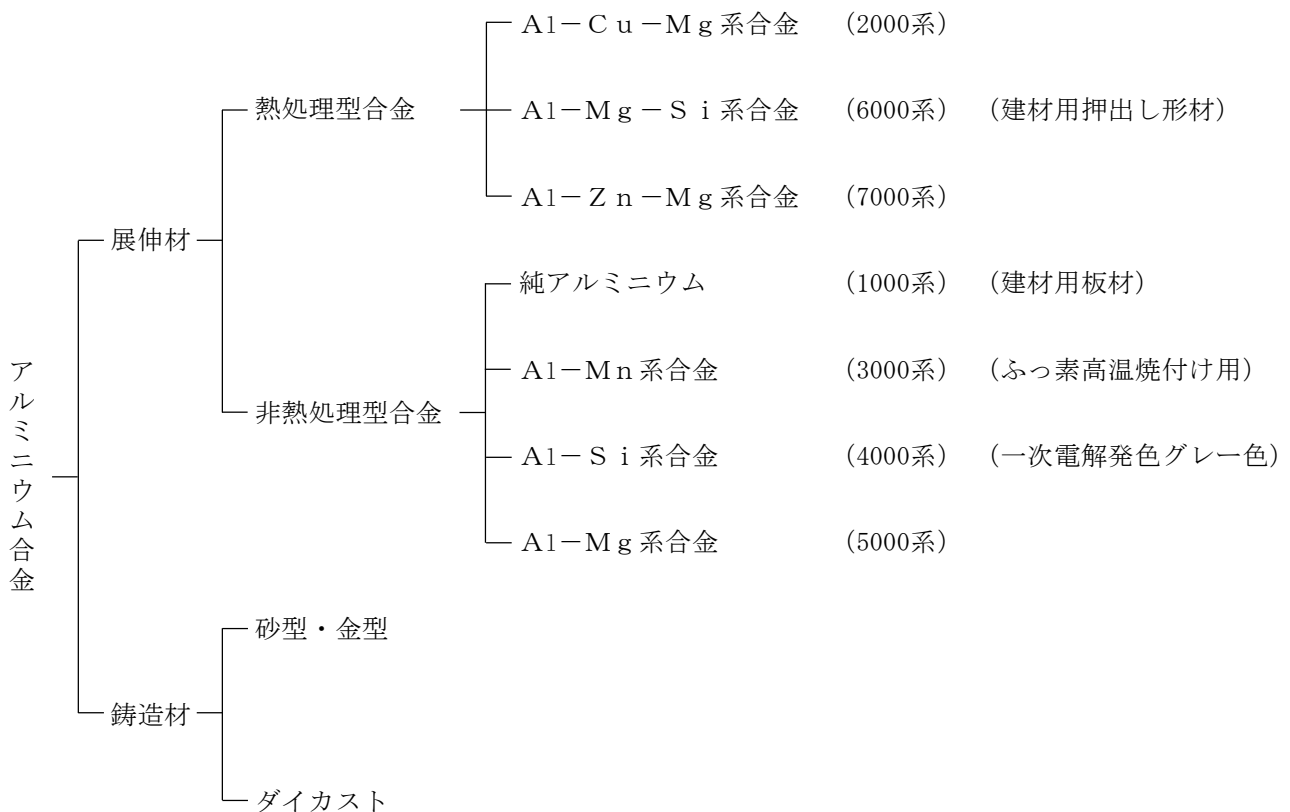 Al－Cu－Mg系合金 (2000系)
熱処理型合金 Al－Mg－Si系合金 (6000系) (建材用押出し形材)
Al－Zn－Mg系合金 (7000系)
展伸材
純アルミニウム (1000系) (建材用板材)
Al－Mn系合金 (3000系) (ふっ素高温焼付け用)
非熱処理型合金
Al－Si系合金 (4000系) (一次電解発色グレー色)
アルミニウム合金
Al－Mg系合金 (5000系)
砂型・金型
鋳造材
ダイカスト